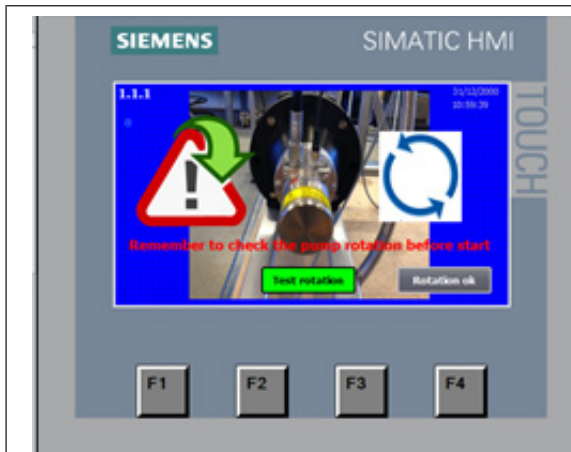 SIEMENS
SIMATIC HMI
TOUCH
1.1.1
31/12/2000
10:59:39
Remember to check the pump rotation before start
Test rotation
Rotation ok
F1
F2
F3
F4